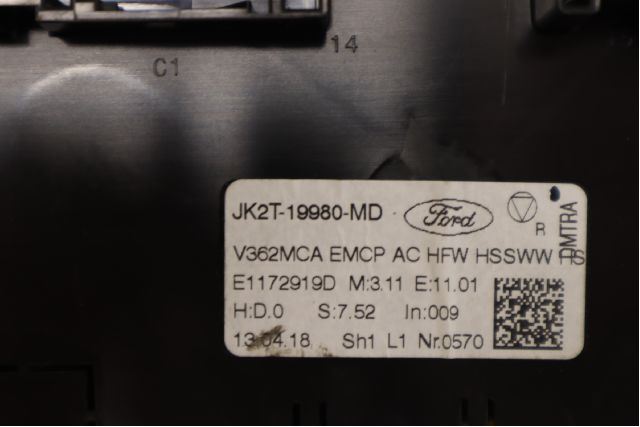 C1
14
JK2T-19980-MD Ford R
DMTRA
V362MCA EMCP AC HFW HSSWW HS
E1172919D M:3.11 E:11.01
H:D.0 S:7.52 In:009
13.04.18 Sh1 L1 Nr.0570